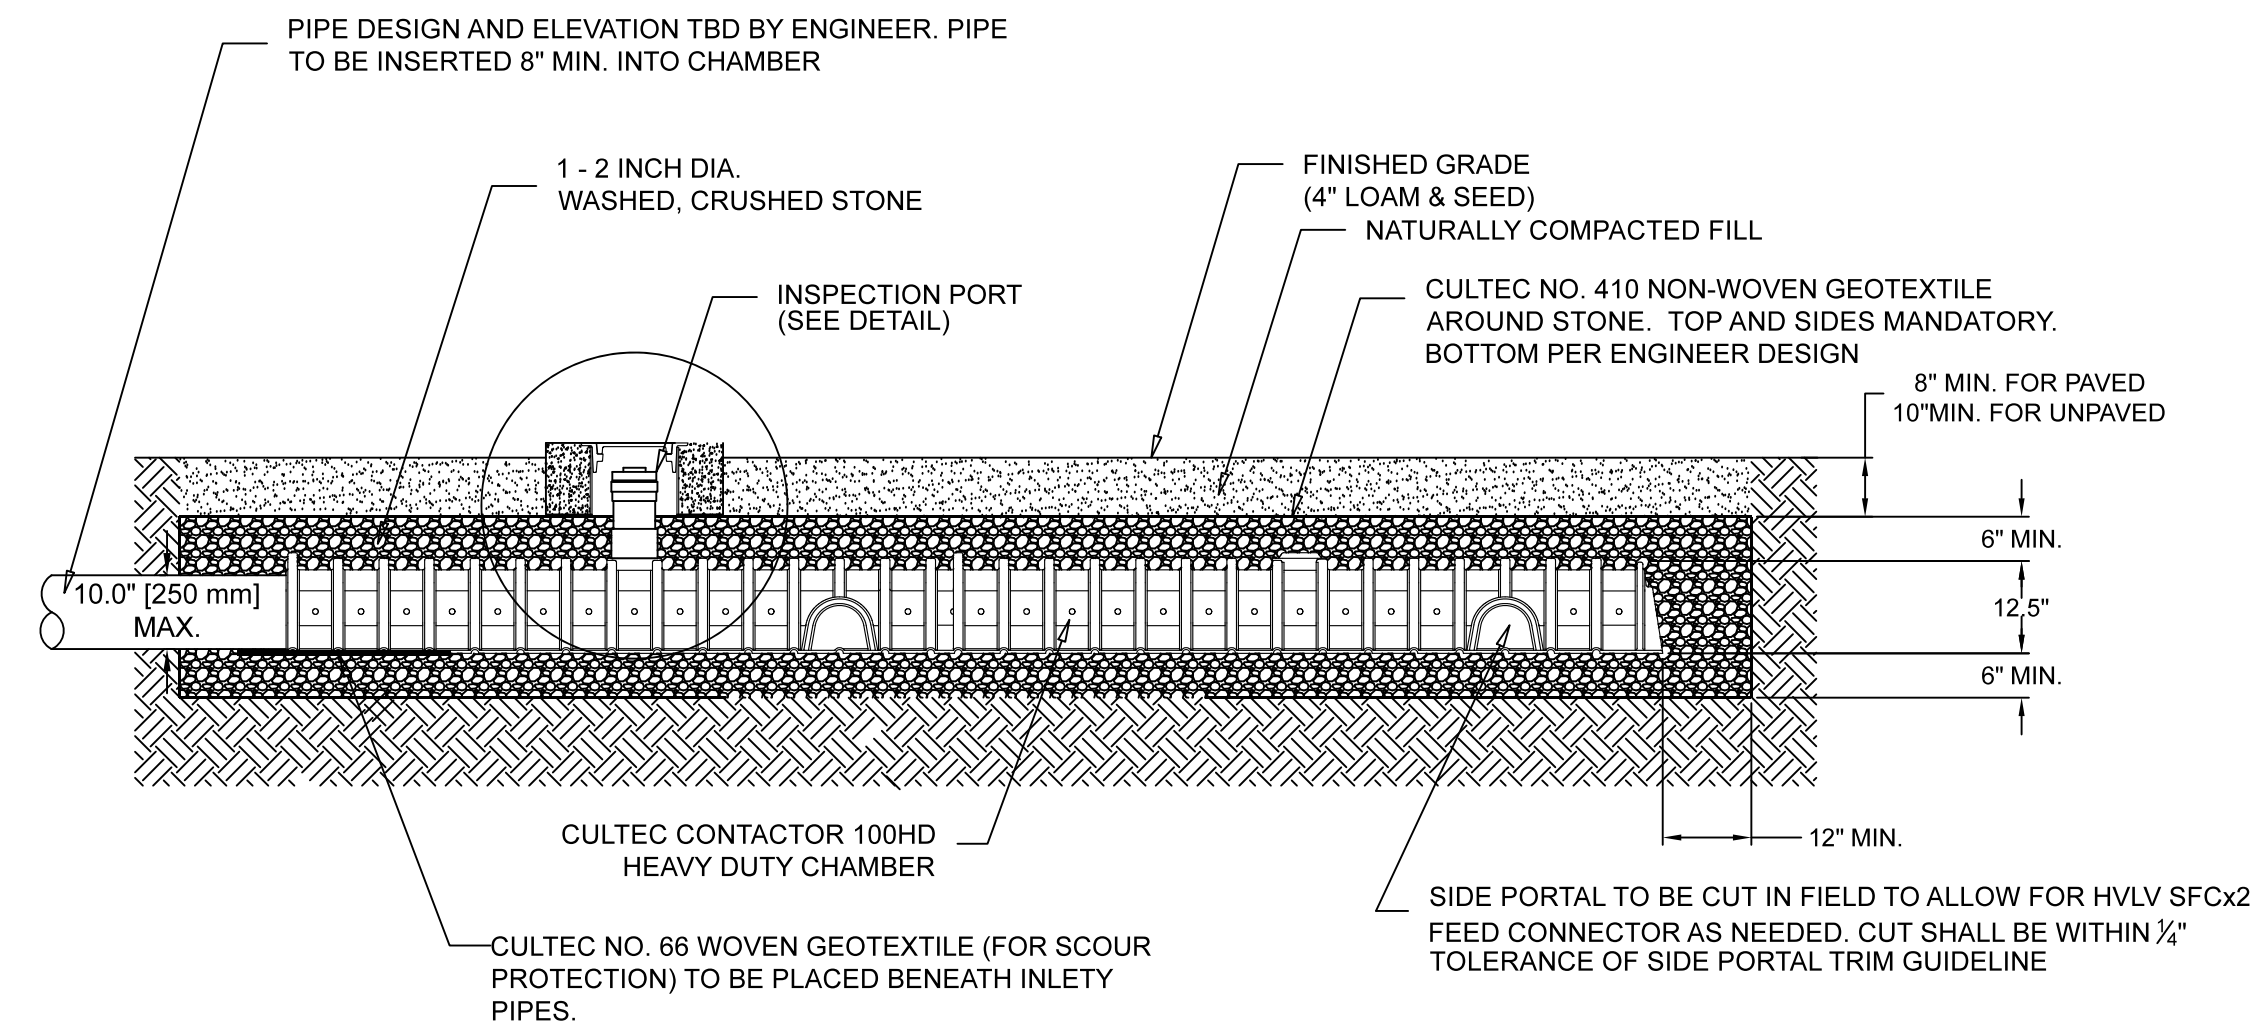 PIPE DESIGN AND ELEVATION TBD BY ENGINEER. PIPE
TO BE INSERTED 8" MIN. INTO CHAMBER
1 - 2 INCH DIA.
WASHED, CRUSHED STONE
FINISHED GRADE
(4" LOAM & SEED)
NATURALLY COMPACTED FILL
INSPECTION PORT
(SEE DETAIL)
CULTEC NO. 410 NON-WOVEN GEOTEXTILE
AROUND STONE. TOP AND SIDES MANDATORY.
BOTTOM PER ENGINEER DESIGN
8" MIN. FOR PAVED
10"MIN. FOR UNPAVED
6" MIN.
12.5"
6" MIN.
10.0" [250 mm]
MAX.
12" MIN.
CULTEC CONTACTOR 100HD
HEAVY DUTY CHAMBER
SIDE PORTAL TO BE CUT IN FIELD TO ALLOW FOR HVLV SFCx2
FEED CONNECTOR AS NEEDED. CUT SHALL BE WITHIN ¼"
TOLERANCE OF SIDE PORTAL TRIM GUIDELINE
CULTEC NO. 66 WOVEN GEOTEXTILE (FOR SCOUR
PROTECTION) TO BE PLACED BENEATH INLETY
PIPES.